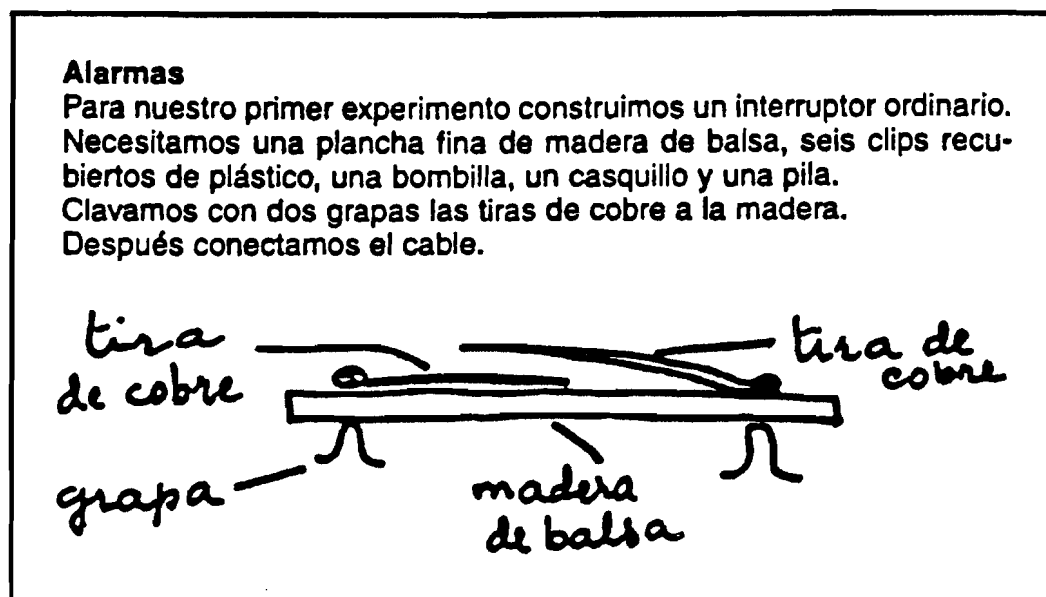 Alarmas
Para nuestro primer experimento construimos un interruptor ordinario.
Necesitamos una plancha fina de madera de balsa, seis clips recu-
biertos de plástico, una bombilla, un casquillo y una pila.
Clavamos con dos grapas las tiras de cobre a la madera.
Después conectamos el cable.
tira
de cobre
tira de
cobre
grapa
madera
de balsa